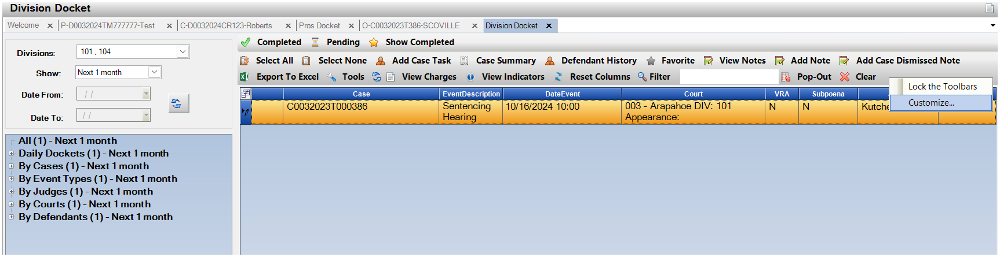 Division Docket
Welcome x P-D0032024TM777777-Test x C-D0032024CR123-Roberts x Pros Docket x O-C0032023T386-SCOVILLE x Division Docket x
Divisions: 101 , 104
Show: Next 1 month
Date From: / /
Date To: / /
All (1) - Next 1 month
Daily Dockets (1) - Next 1 month
By Cases (1) - Next 1 month
By Event Types (1) - Next 1 month
By Judges (1) - Next 1 month
By Courts (1) - Next 1 month
By Defendants (1) - Next 1 month
Completed Pending Show Completed
Select All Select None Add Case Task Case Summary Defendant History Favorite View Notes Add Note Add Case Dismissed Note
Export To Excel Tools View Charges View Indicators Reset Columns Filter Pop-Out Clear
Lock the Toolbars
Customize...
Case EventDescription DateEvent Court VRA Subpoena
C0032023T000386 Sentencing 10/16/2024 10:00 003 - Arapahoe DIV: 101 N N
Hearing Appearance: